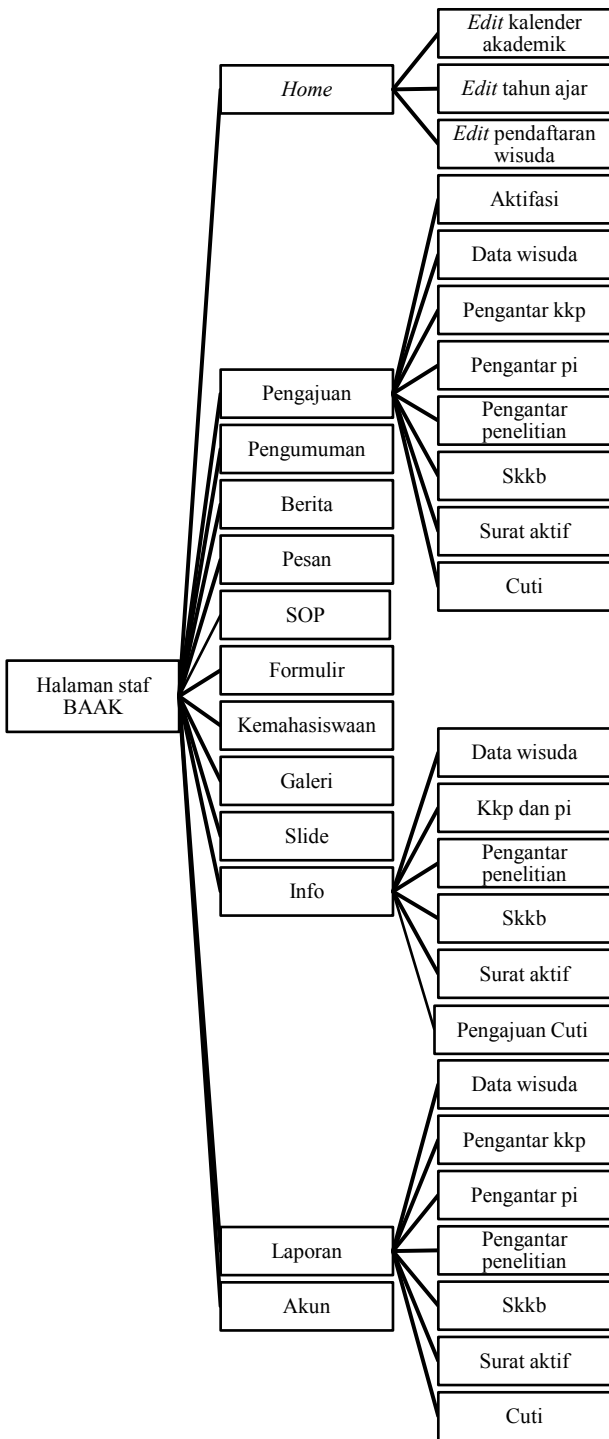 Halaman staf
BAAK
Home
Edit kalender
akademik
Edit tahun ajar
Edit pendaftaran
wisuda
Pengajuan
Aktifasi
Data wisuda
Pengantar kkp
Pengantar pi
Pengantar
penelitian
Skkb
Surat aktif
Cuti
Pengumuman
Berita
Pesan
SOP
Formulir
Kemahasiswaan
Galeri
Slide
Info
Data wisuda
Kkp dan pi
Pengantar
penelitian
Skkb
Surat aktif
Pengajuan Cuti
Laporan
Data wisuda
Pengantar kkp
Pengantar pi
Pengantar
penelitian
Skkb
Surat aktif
Cuti
Akun